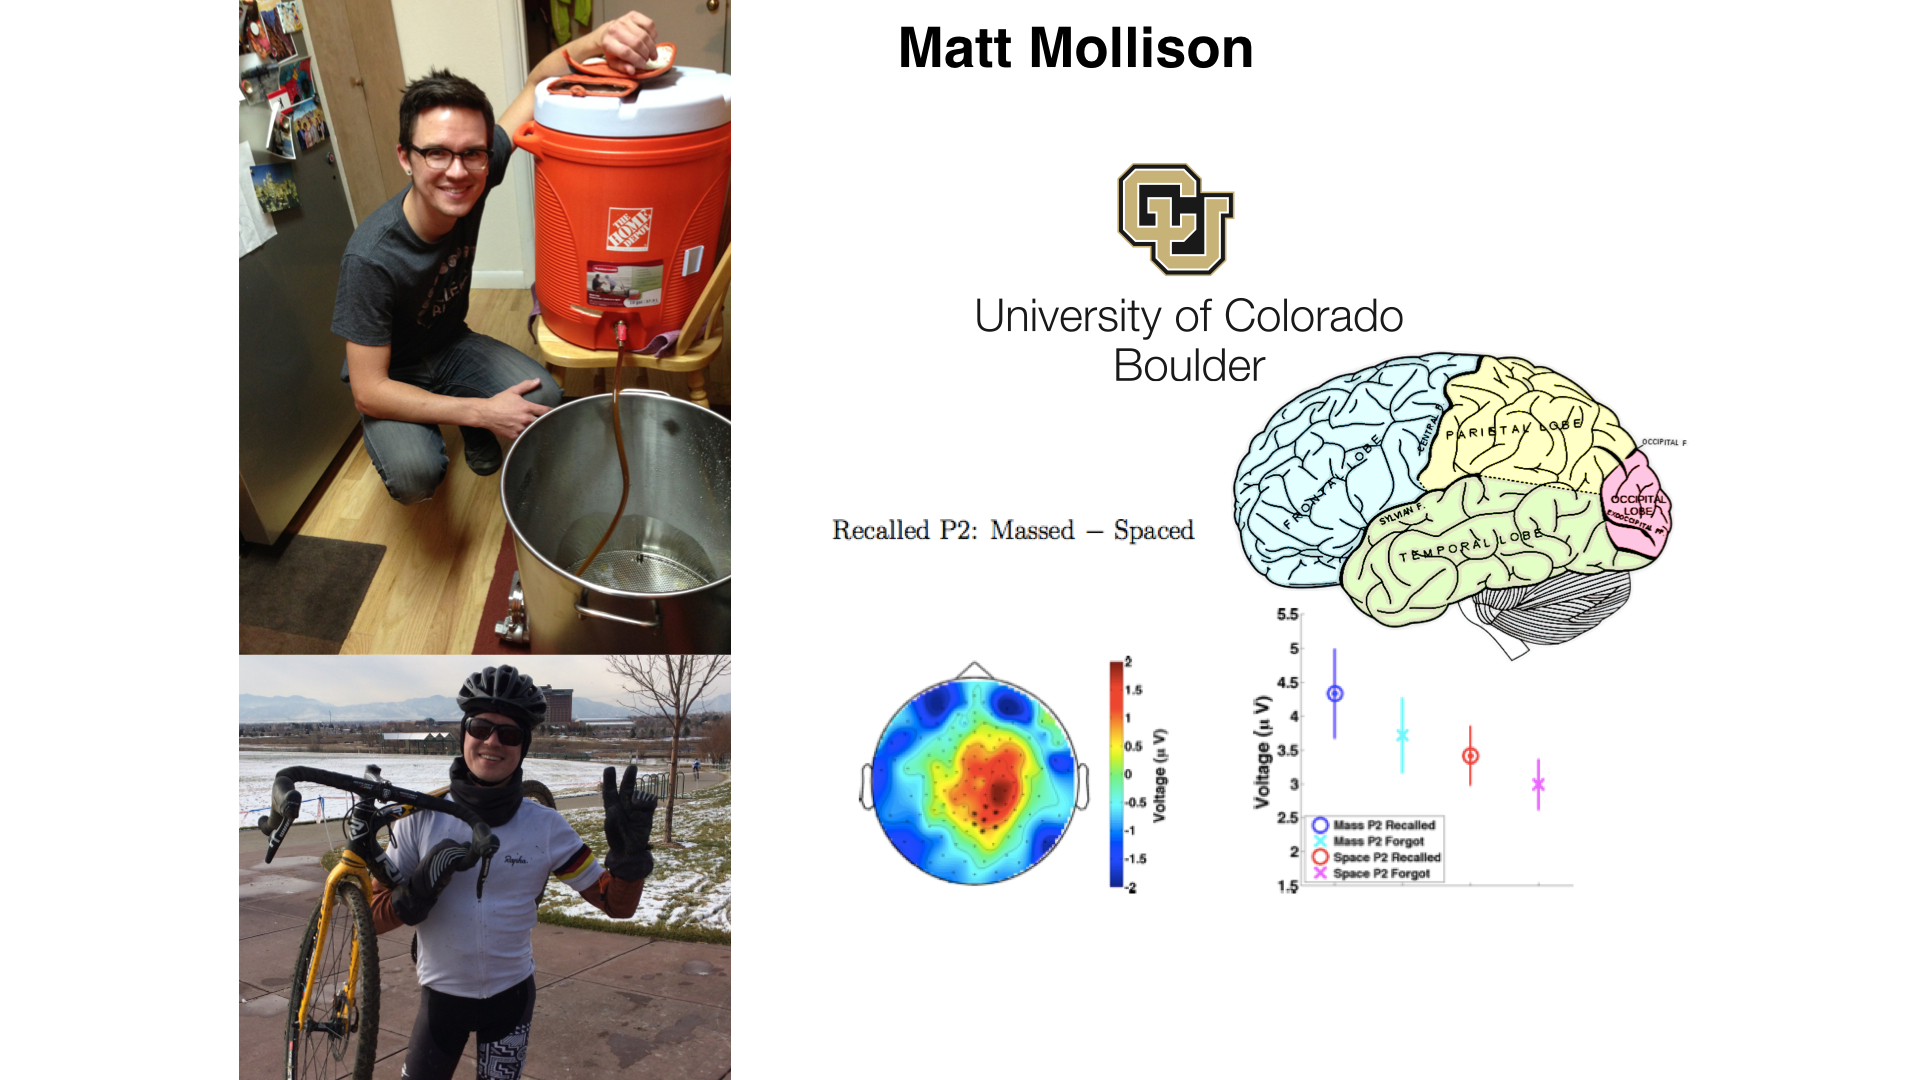 Matt Mollison
THE
HOME
DEPOT
CU
University of Colorado
Boulder
FRONTAL LOBE
CENTRAL
PARIETAL LOBE
OCCIPITAL F
OCCIPITAL
LOBE
SYLVIAN F.
TEMPORAL LOBE
Recalled P2: Massed – Spaced
2
1.5
1
0.5
0
-0.5
-1
-1.5
-2
Voltage (μ V)
5.5
5
4.5
4
3.5
3
2.5
2
1.5
Voltage (μ V)
Mass P2 Recalled
Mass P2 Forgot
Space P2 Recalled
Space P2 Forgot
Rapha